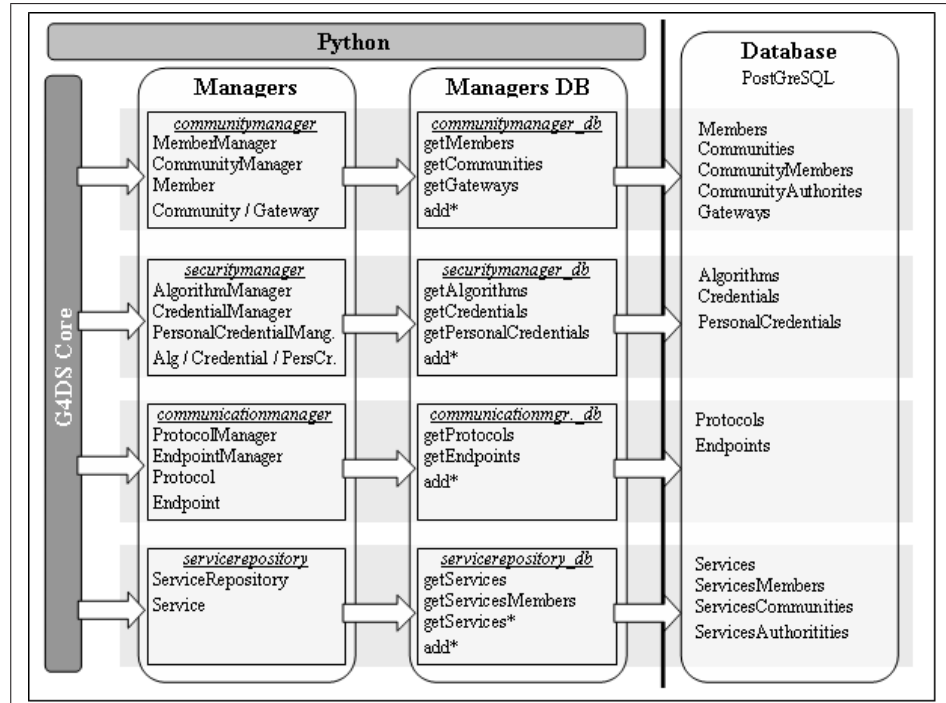 Python
G4DS Core
Managers
communitymanager
MemberManager
CommunityManager
Member
Community / Gateway
securitymanager
AlgorithmManager
CredentialManager
PersonalCredentialMang.
Alg / Credential / PersCr.
communicationmanager
ProtocolManager
EndpointManager
Protocol
Endpoint
servicerepository
ServiceRepository
Service
Managers DB
communitymanager_db
getMembers
getCommunities
getGateways
add*
securitymanager_db
getAlgorithms
getCredentials
getPersonalCredentials
add*
communicationmgr._db
getProtocols
getEndpoints
add*
servicerepository_db
getServices
getServicesMembers
getServices*
add*
Database
PostGreSQL
Members
Communities
CommunityMembers
CommunityAuthorites
Gateways
Algorithms
Credentials
PersonalCredentials
Protocols
Endpoints
Services
ServicesMembers
ServicesCommunities
ServicesAuthoritities